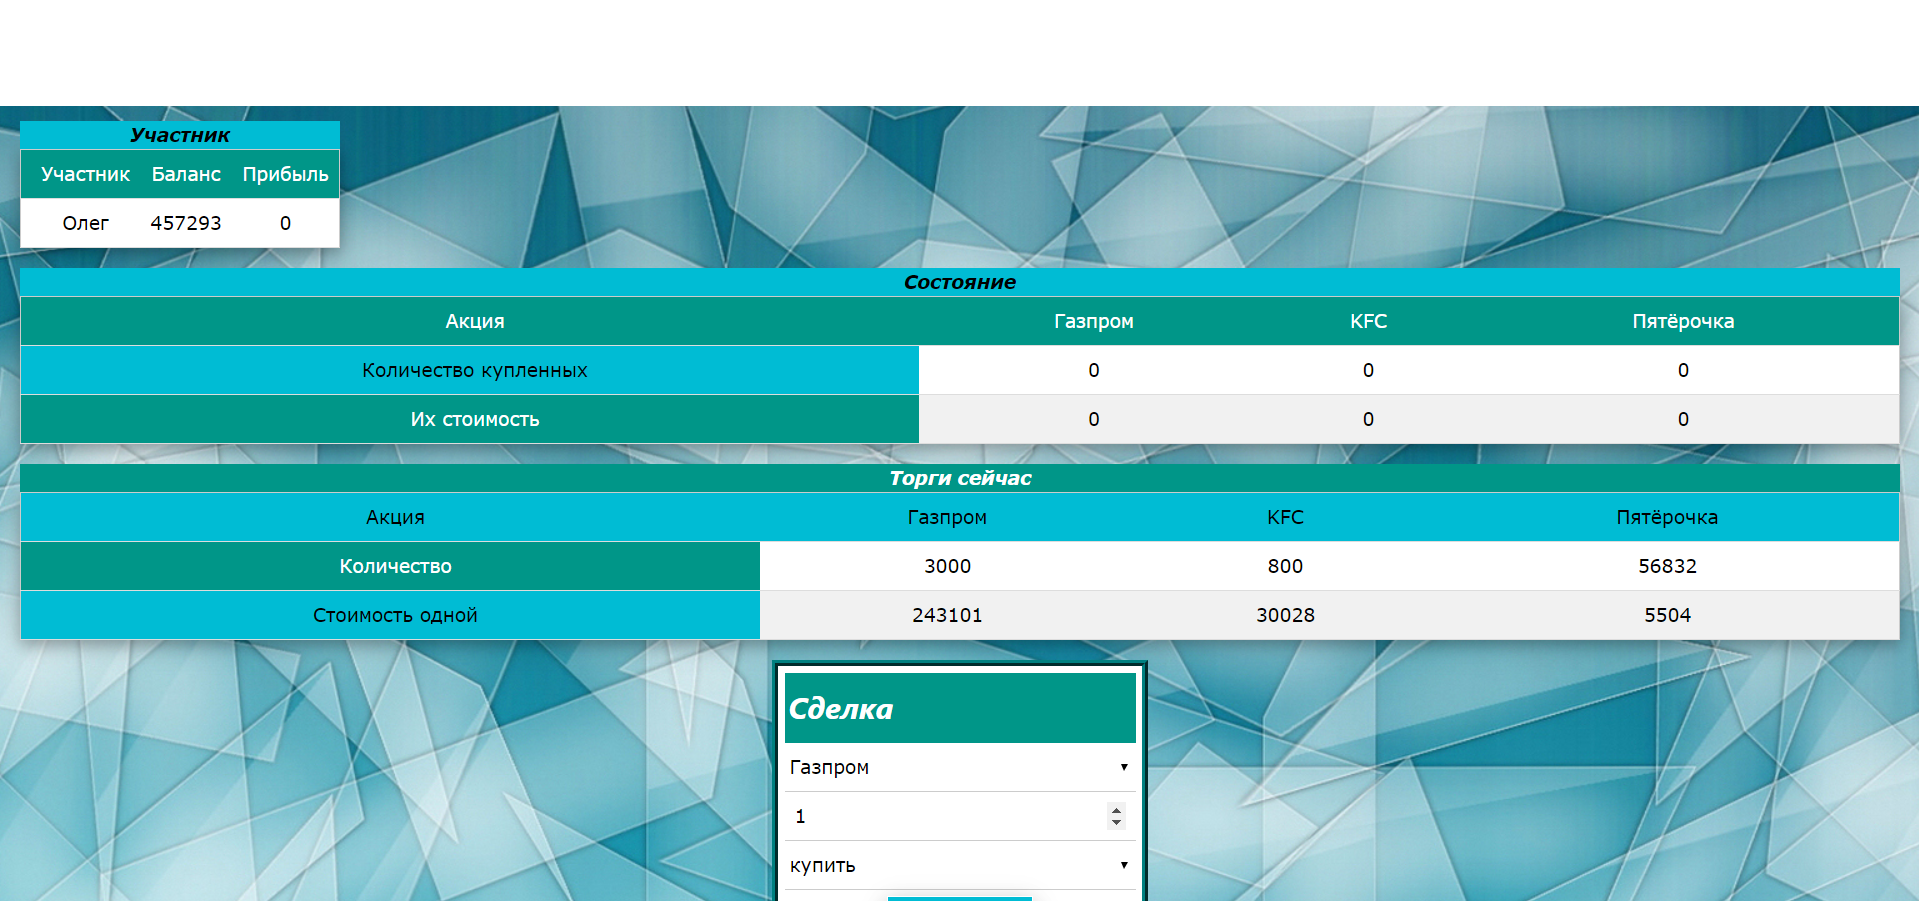 Участник
Участник Баланс Прибыль
Олег 457293 0
Состояние
Акция Газпром KFC Пятёрочка
Количество купленных 0 0 0
Их стоимость 0 0 0
Торги сейчас
Акция Газпром KFC Пятёрочка
Количество 3000 800 56832
Стоимость одной 243101 30028 5504
Сделка
Газпром
1
купить